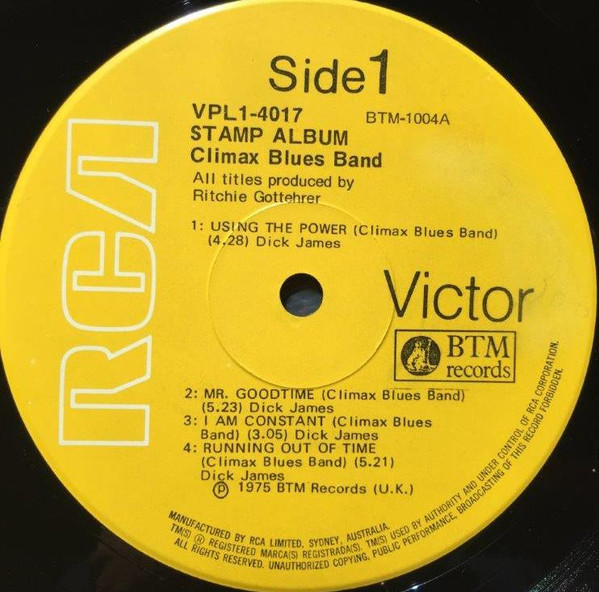 Side 1
VPL1-4017
BTM-1004A
STAMP ALBUM
Climax Blues Band
All titles produced by
Ritchie Gottehrer
1: USING THE POWER (Climax Blues Band)
(4.28) Dick James
RCA
Victor
BTM
records
2: MR. GOODTIME (Climax Blues Band)
(5.23) Dick James
3: I AM CONSTANT (Climax Blues
Band) (3.05) Dick James
4: RUNNING OUT OF TIME
(Climax Blues Band) (5.21)
Dick James
℗ 1975 BTM Records (U.K.)
MANUFACTURED BY RCA LIMITED, SYDNEY, AUSTRALIA.
TM(S) ® REGISTERED MARCA(S) REGISTRADA(S). TM(S) USED BY AUTHORITY AND UNDER CONTROL OF RCA CORPORATION.
ALL RIGHTS RESERVED. UNAUTHORIZED COPYING, PUBLIC PERFORMANCE, BROADCASTING OF THIS RECORD FORBIDDEN.